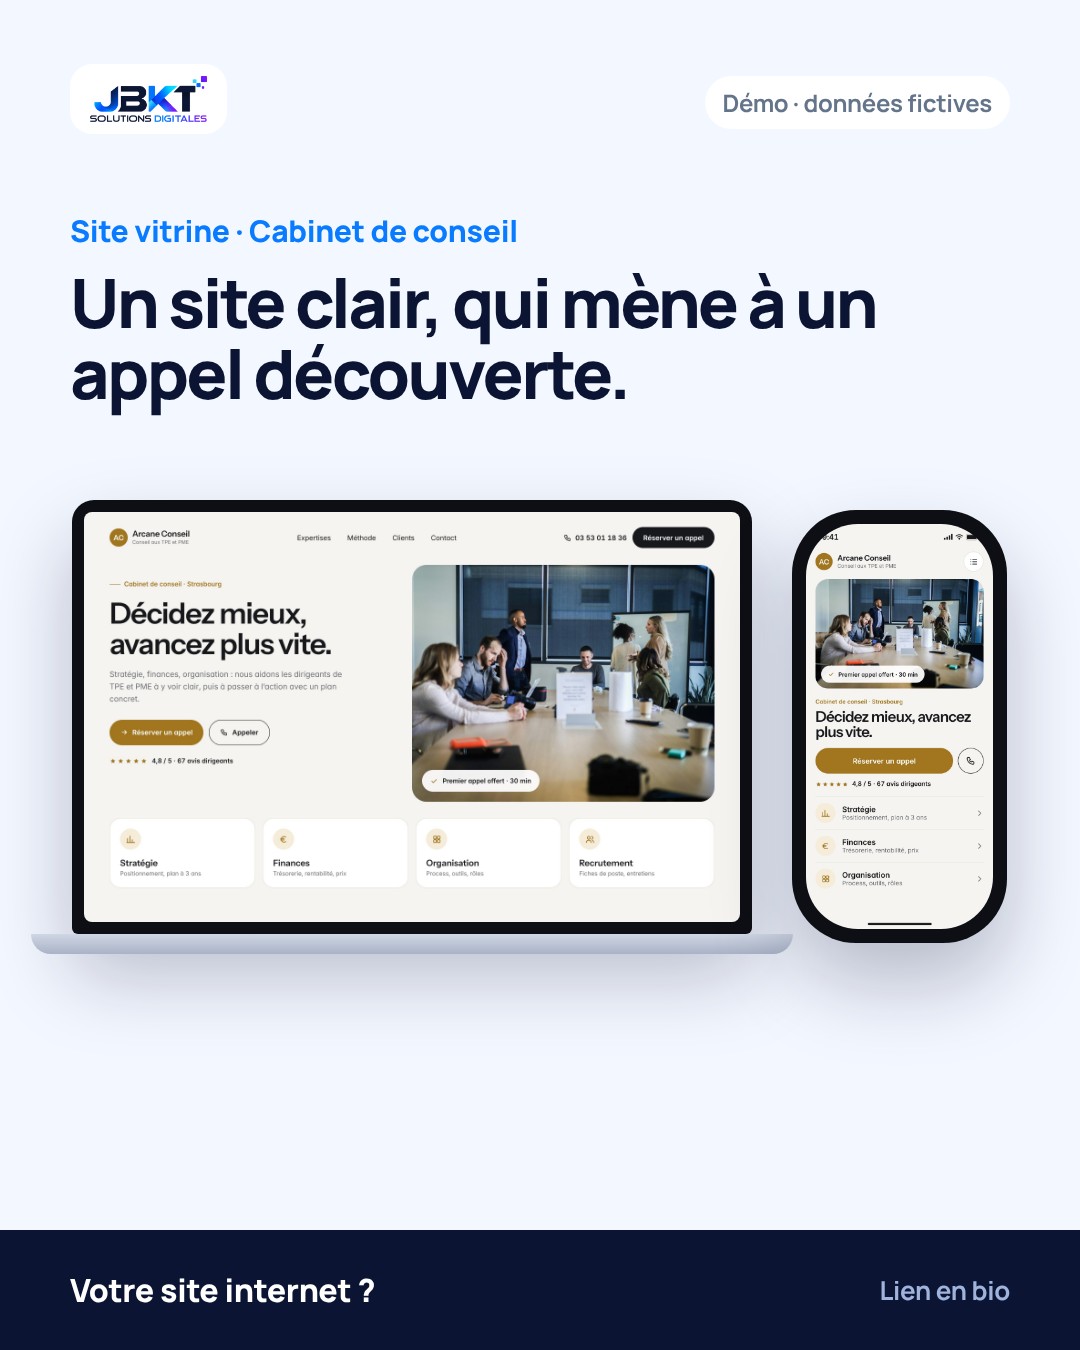 JBKT
SOLUTIONS DIGITALES
Démo · données fictives
Site vitrine · Cabinet de conseil
Un site clair, qui mène à un
appel découverte.
AC
Arcane Conseil
Conseil aux TPE et PME
Expertises
Méthode
Clients
Contact
03 53 01 18 36
Réserver un appel
Cabinet de conseil · Strasbourg
Décidez mieux,
avancez plus vite.
Stratégie, finances, organisation : nous aidons les dirigeants de
TPE et PME à y voir clair, puis à passer à l'action avec un plan
concret.
Réserver un appel
Appeler
4,8 / 5 · 67 avis dirigeants
Premier appel offert · 30 min
Stratégie
Positionnement, plan à 3 ans
Finances
Trésorerie, rentabilité, prix
Organisation
Process, outils, rôles
Recrutement
Fiches de poste, entretiens
:41
AC
Arcane Conseil
Conseil aux TPE et PME
Premier appel offert · 30 min
Cabinet de conseil · Strasbourg
Décidez mieux, avancez
plus vite.
Réserver un appel
4,8 / 5 · 67 avis dirigeants
Stratégie
Positionnement, plan à 3 ans
Finances
Trésorerie, rentabilité, prix
Organisation
Process, outils, rôles
Votre site internet ?
Lien en bio